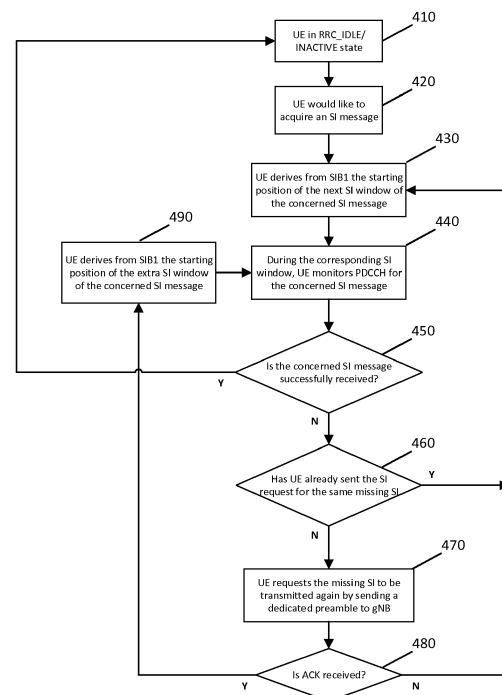 410
UE in RRC_IDLE/
INACTIVE state
420
UE would like to
acquire an SI message
430
UE derives from SIB1 the starting
position of the next SI window of
the concerned SI message
490
UE derives from SIB1 the starting
position of the extra SI window
of the concerned SI message
440
During the corresponding SI
window, UE monitors PDCCH for
the concerned SI message
450
Is the concerned SI message
successfully received?
Y
N
460
Has UE already sent the SI
request for the same missing SI
Y
N
470
UE requests the missing SI to be
transmitted again by sending a
dedicated preamble to gNB
480
Is ACK received?
Y
N